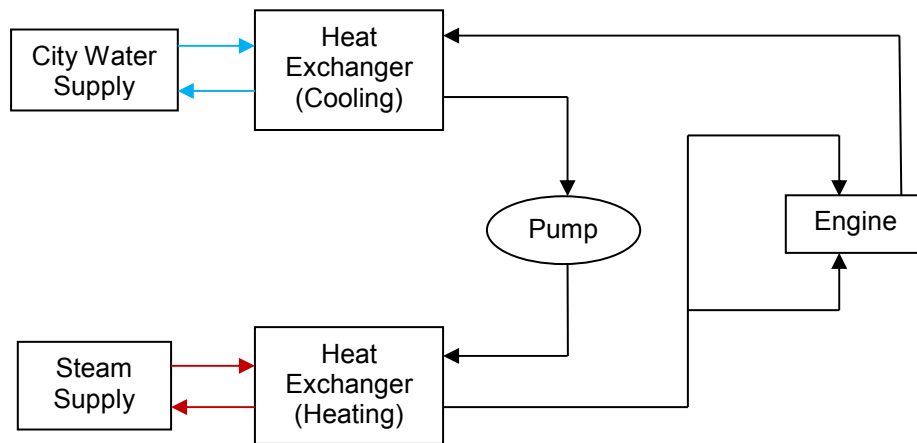 City Water
Supply
Heat
Exchanger
(Cooling)
Pump
Engine
Steam
Supply
Heat
Exchanger
(Heating)